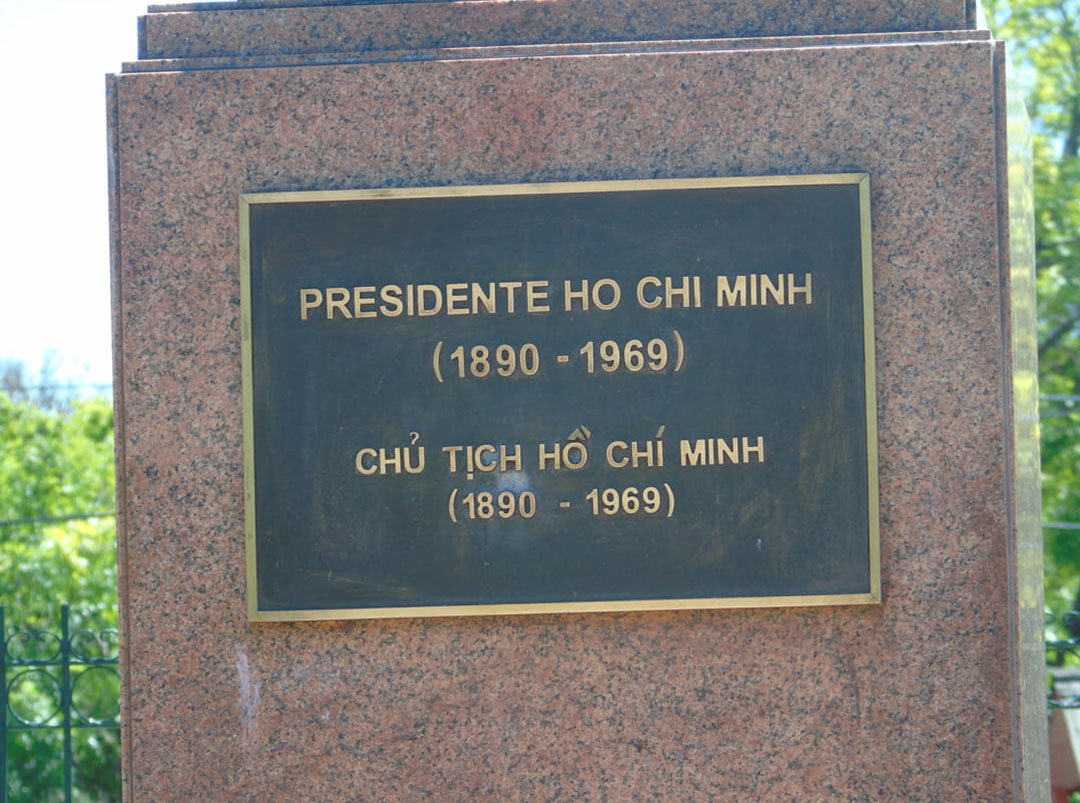 PRESIDENTE HO CHI MINH
(1890 - 1969)
CHỦ TỊCH HỒ CHÍ MINH
(1890 - 1969)